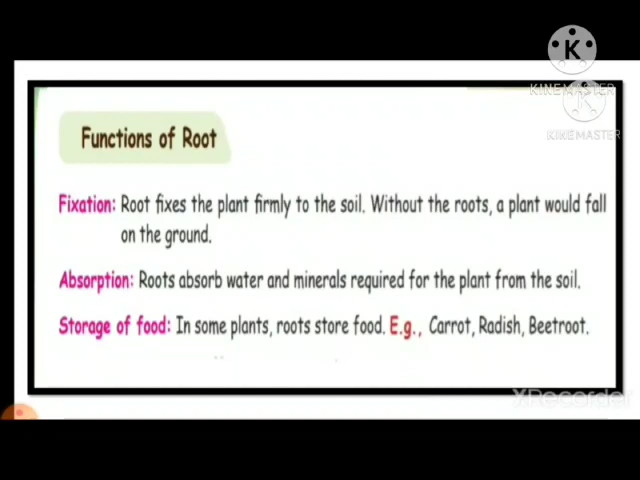 K
KINEMASTER
K
KINEMASTER
Functions of Root
Fixation: Root fixes the plant firmly to the soil. Without the roots, a plant would fall
on the ground.
Absorption: Roots absorb water and minerals required for the plant from the soil.
Storage of food: In some plants, roots store food. E.g., Carrot, Radish, Beetroot.
XRecorder